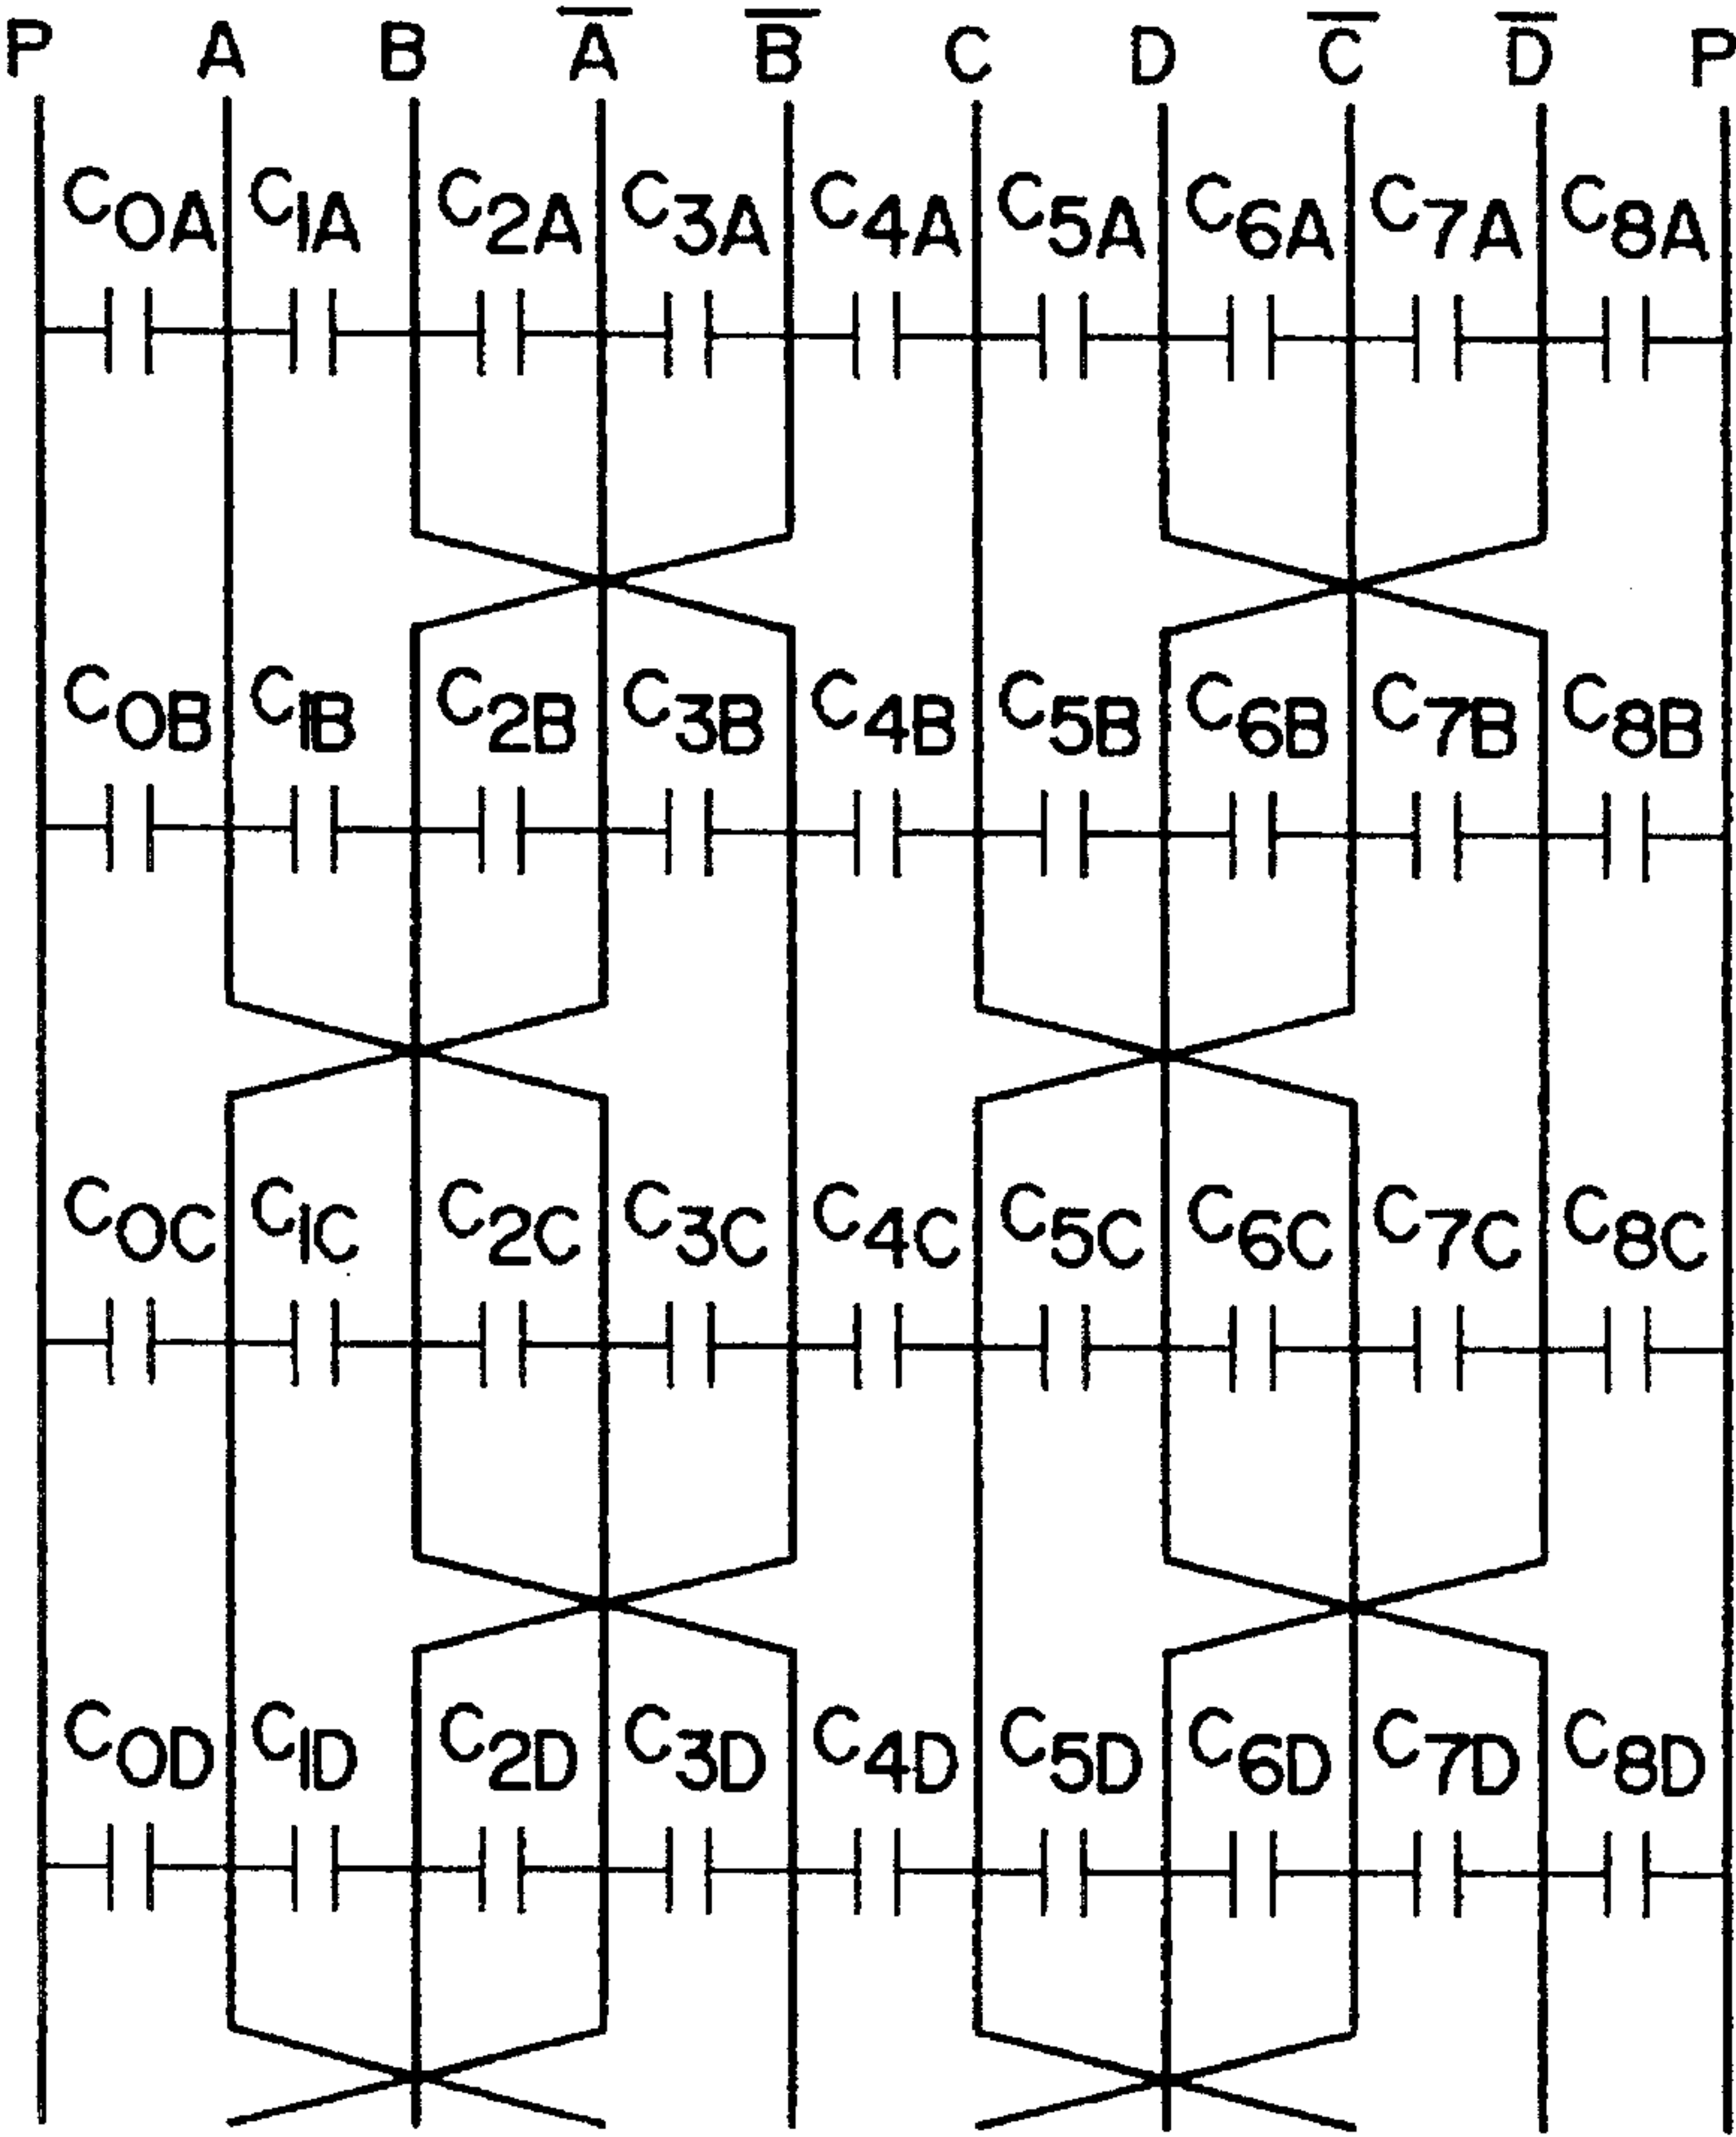 P A B A̅ B̅ C D C̅ D̅ P
C0A C1A C2A C3A C4A C5A C6A C7A C8A
C0B C1B C2B C3B C4B C5B C6B C7B C8B
C0C C1C C2C C3C C4C C5C C6C C7C C8C
C0D C1D C2D C3D C4D C5D C6D C7D C8D